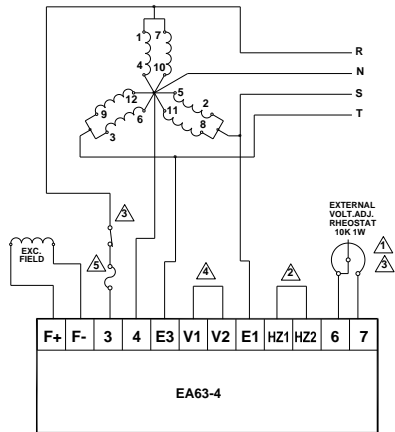 1 7
4 10
R
N
S
T
12 5
9 6 11 2
3 8
EXTERNAL
VOLT.ADJ.
RHEOSTAT
10K 1W
3
1
EXC.
FIELD
5
4
2
3
F+ F- 3 4 E3 V1 V2 E1 HZ1 HZ2 6 7
EA63-4